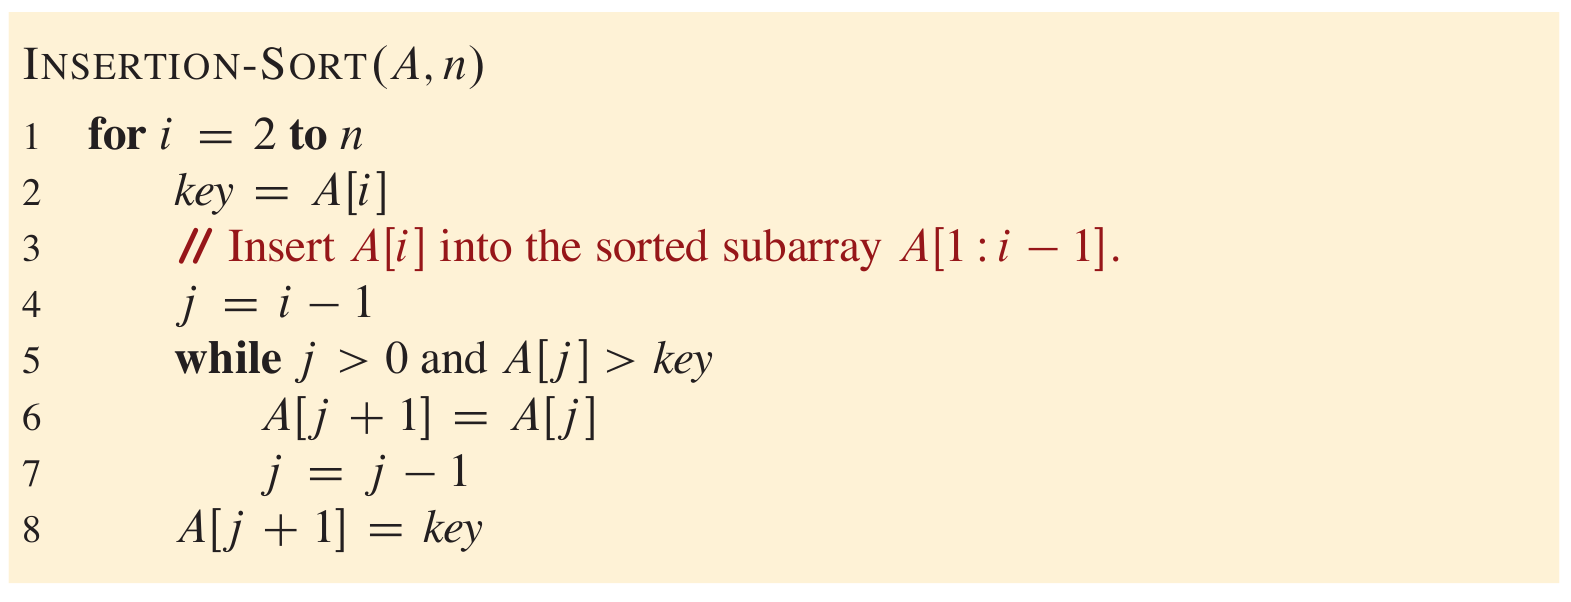 INSERTION-SORT(A, n)
1 for i = 2 to n
2 key = A[i]
3 // Insert A[i] into the sorted subarray A[1 : i − 1].
4 j = i − 1
5 while j > 0 and A[j] > key
6 A[j + 1] = A[j]
7 j = j − 1
8 A[j + 1] = key